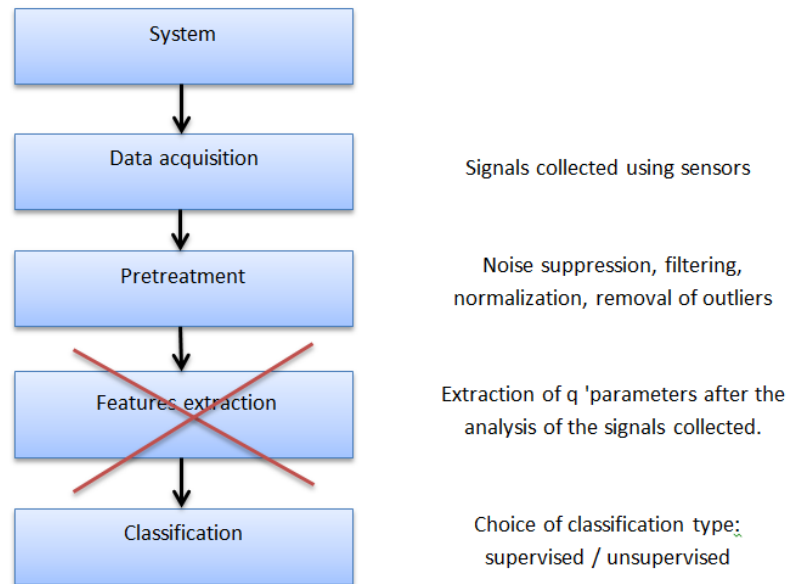 System
Data acquisition
Signals collected using sensors
Pretreatment
Noise suppression, filtering,
normalization, removal of outliers
Features extraction
Extraction of q 'parameters after the
analysis of the signals collected.
Classification
Choice of classification type:
supervised / unsupervised